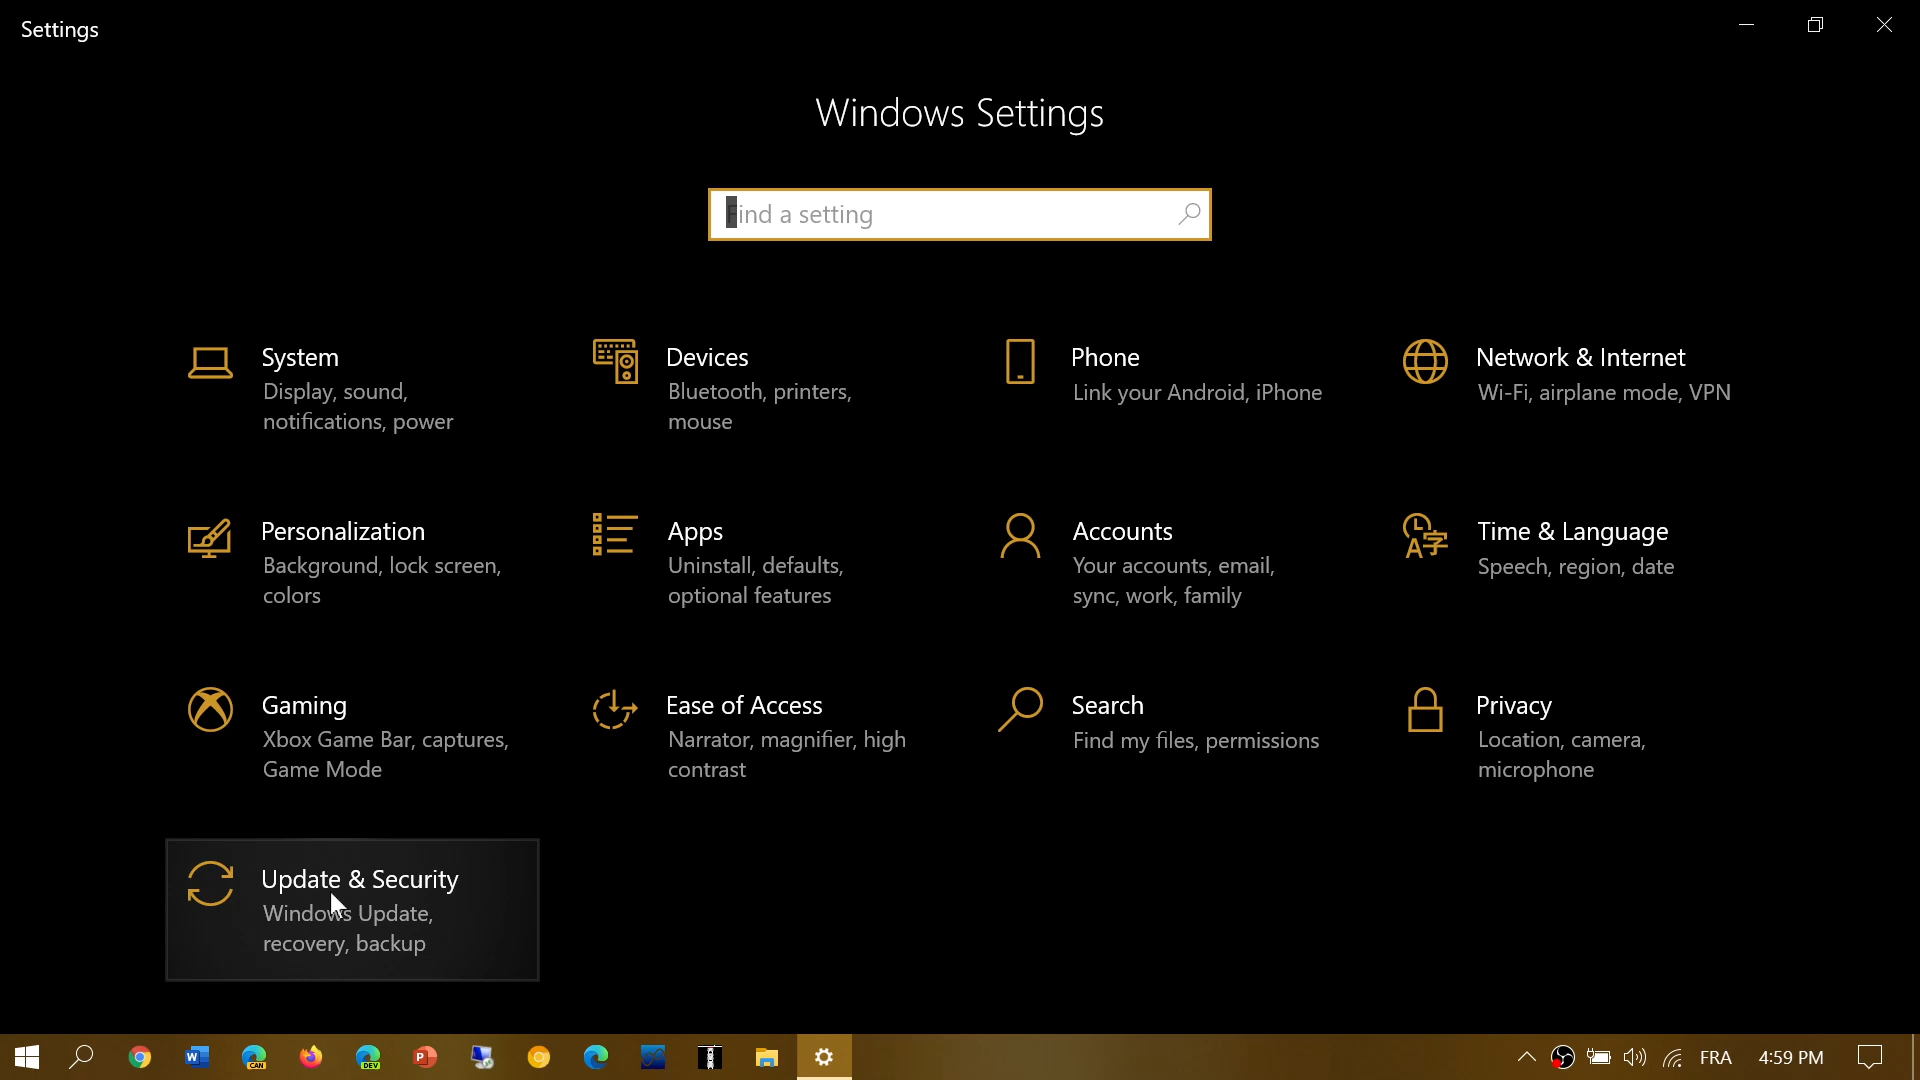 Settings
Windows Settings
Find a setting
System
Display, sound,
notifications, power
Devices
Bluetooth, printers,
mouse
Phone
Link your Android, iPhone
Network & Internet
Wi-Fi, airplane mode, VPN
Personalization
Background, lock screen,
colors
Apps
Uninstall, defaults,
optional features
Accounts
Your accounts, email,
sync, work, family
Time & Language
Speech, region, date
Gaming
Xbox Game Bar, captures,
Game Mode
Ease of Access
Narrator, magnifier, high
contrast
Search
Find my files, permissions
Privacy
Location, camera,
microphone
Update & Security
Windows Update,
recovery, backup
W
CAN
DEV
P
FRA
4:59 PM